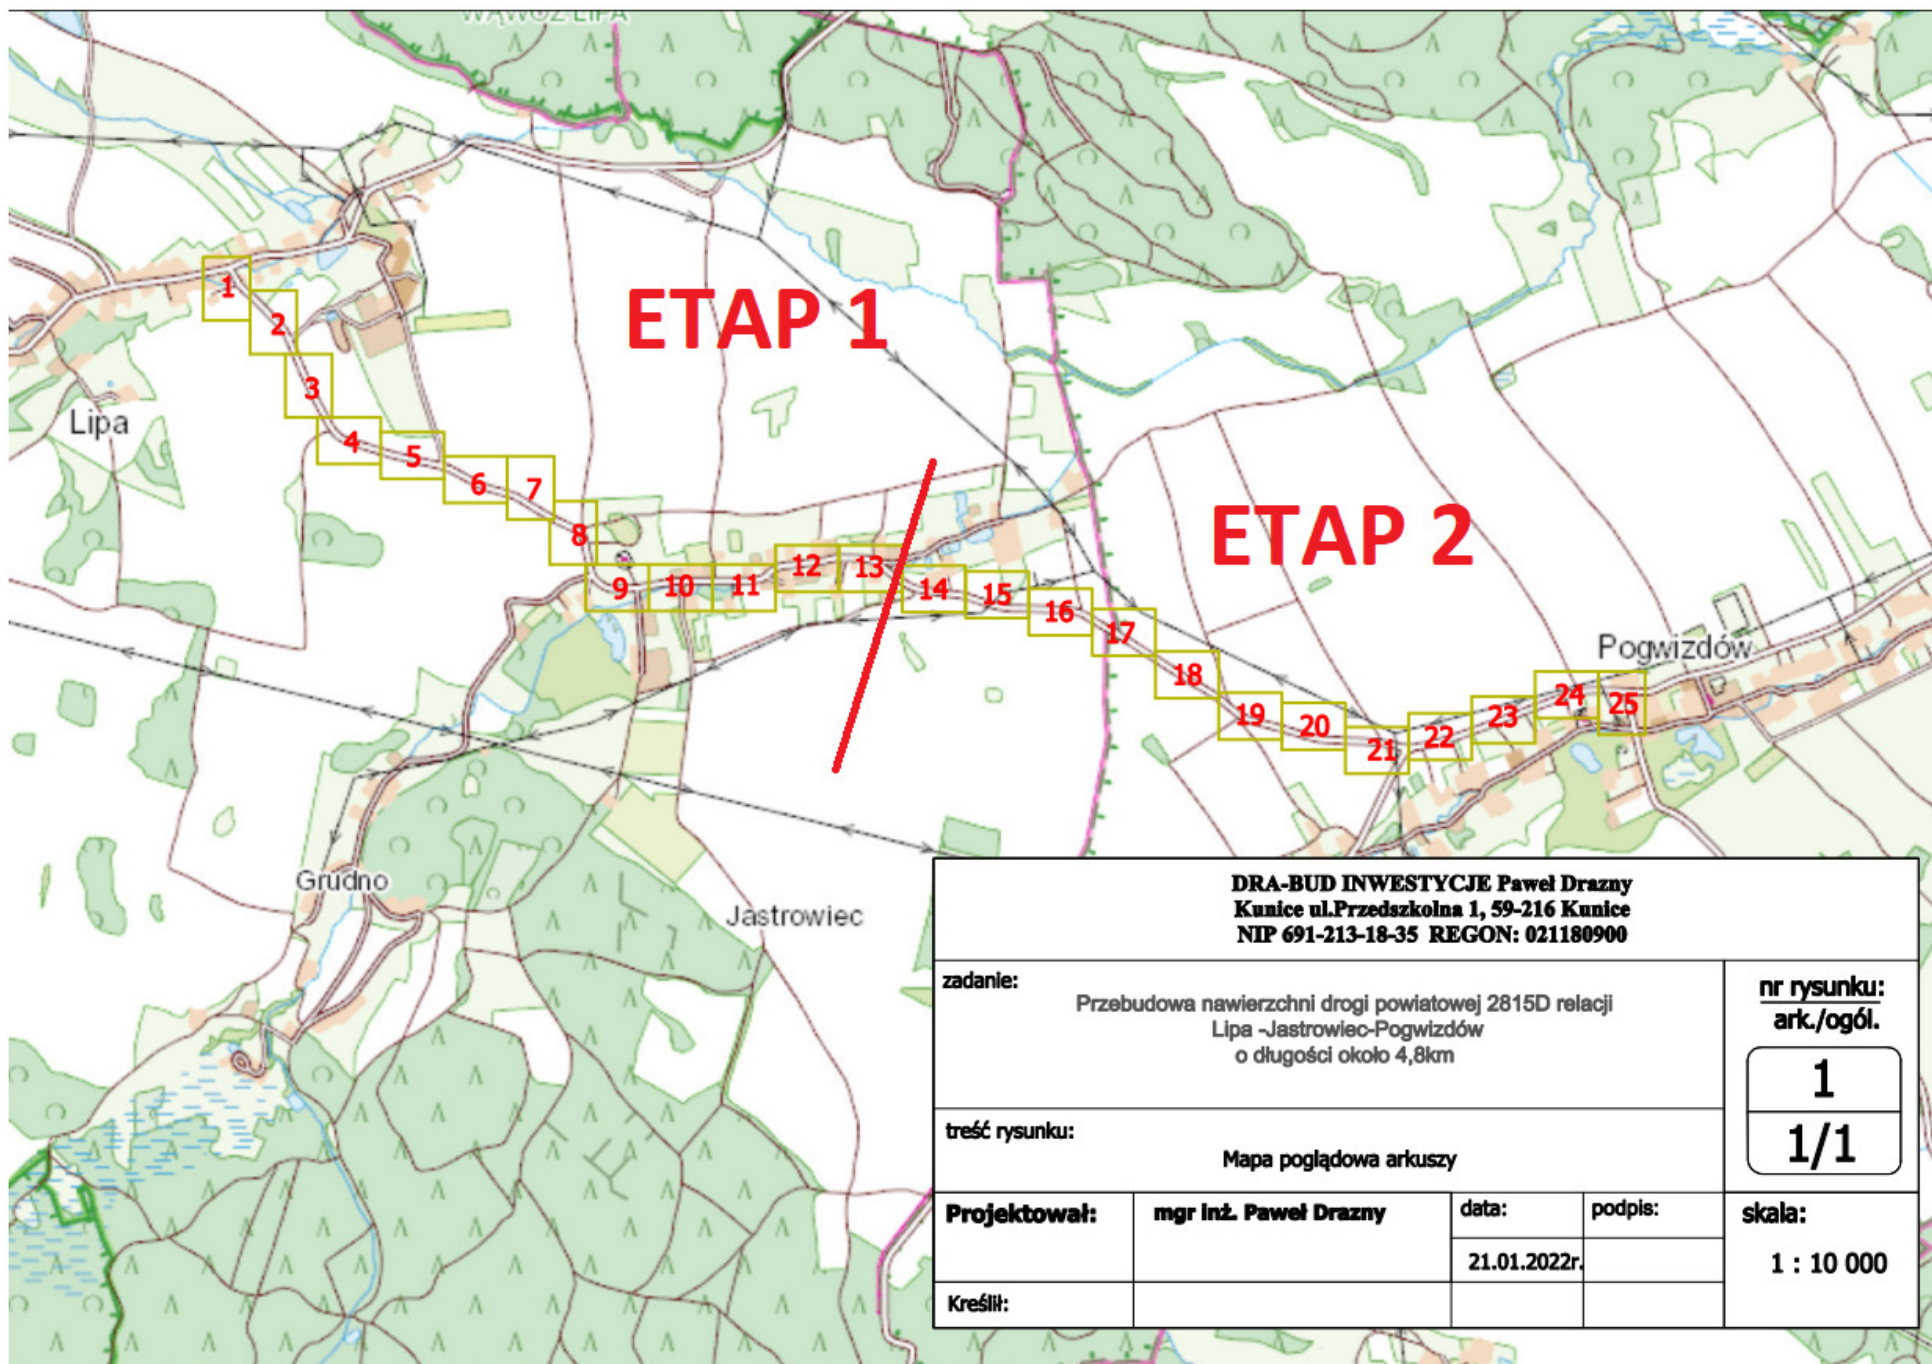 WĄWÓZ LIPA
1
ETAP 1
2
3
Lipa
4
5
6
7
8
ETAP 2
9
10
11
12
13
14
15
16
17
Pogwizdów
18
19
20
21
22
23
24
25
Grudno
Jastrowiec
DRA-BUD INWESTYCJE Paweł Drazny
Kunice ul.Przedszkolna 1, 59-216 Kunice
NIP 691-213-18-35 REGON: 021180900
zadanie:
Przebudowa nawierzchni drogi powiatowej 2815D relacji
Lipa -Jastrowiec-Pogwizdów
o długości około 4,8km
nr rysunku:
ark./ogól.
1
1/1
treść rysunku:
Mapa poglądowa arkuszy
Projektował:
mgr inż. Paweł Drazny
data:
podpis:
skala:
21.01.2022r.
1 : 10 000
Kreślił: